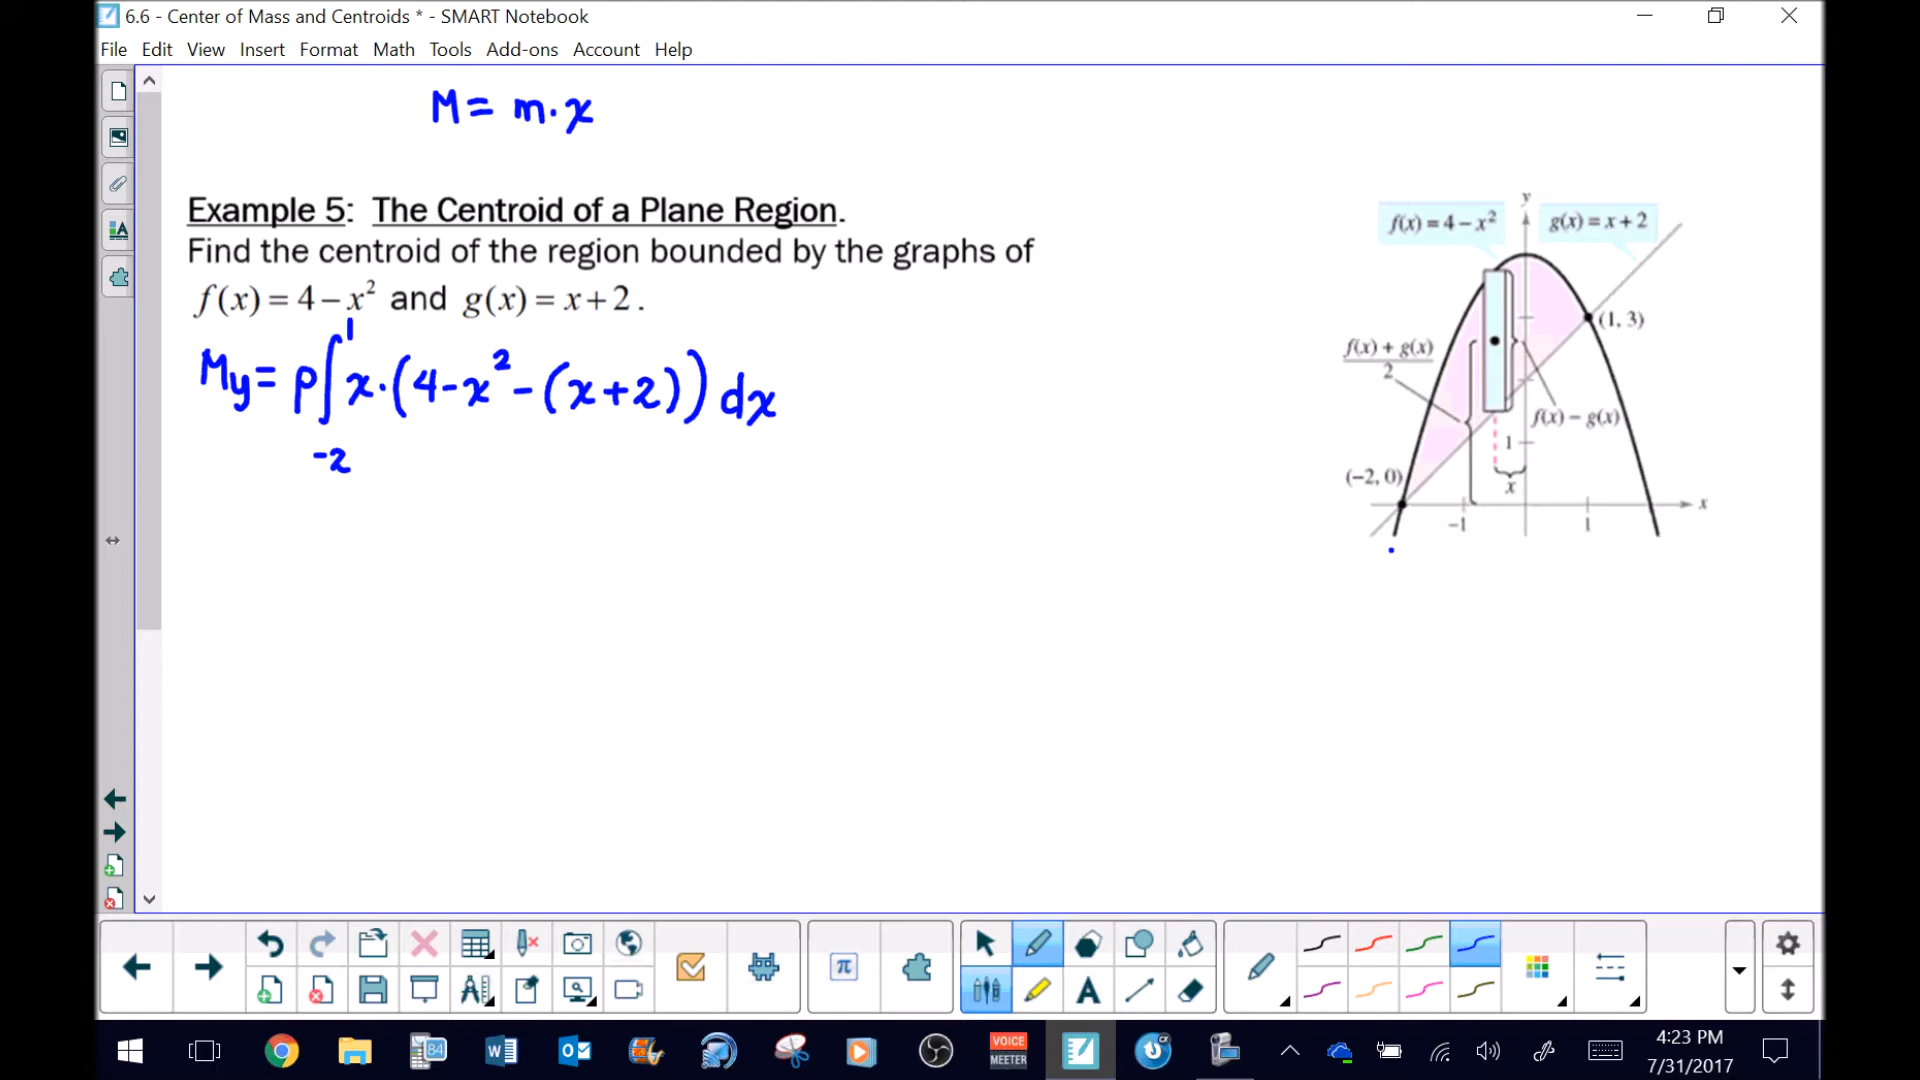 6.6 - Center of Mass and Centroids * - SMART Notebook
File Edit View Insert Format Math Tools Add-ons Account Help
M = m·x
Example 5: The Centroid of a Plane Region.
Find the centroid of the region bounded by the graphs of
f(x) = 4 − x² and g(x) = x + 2.
My = ρ∫₋₂¹ x·(4−x²−(x+2)) dx
y
f(x) = 4 − x²
g(x) = x + 2
(1, 3)
f(x) + g(x)
2
f(x) − g(x)
1
(−2, 0)
x
x
−1
1
π
A
84
VOICE
MEETER
4:23 PM
7/31/2017